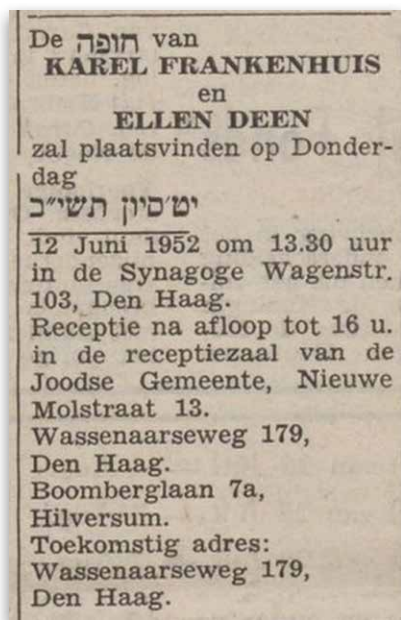 De חופה van
KAREL FRANKENHUIS
en
ELLEN DEEN
zal plaatsvinden op Donder-
dag
יט׳סיון תשי״ב
12 Juni 1952 om 13.30 uur
in de Synagoge Wagenstr.
103, Den Haag.
Receptie na afloop tot 16 u.
in de receptiezaal van de
Joodse Gemeente, Nieuwe
Molstraat 13.
Wassenaarseweg 179,
Den Haag.
Boomberglaan 7a,
Hilversum.
Toekomstig adres:
Wassenaarseweg 179,
Den Haag.